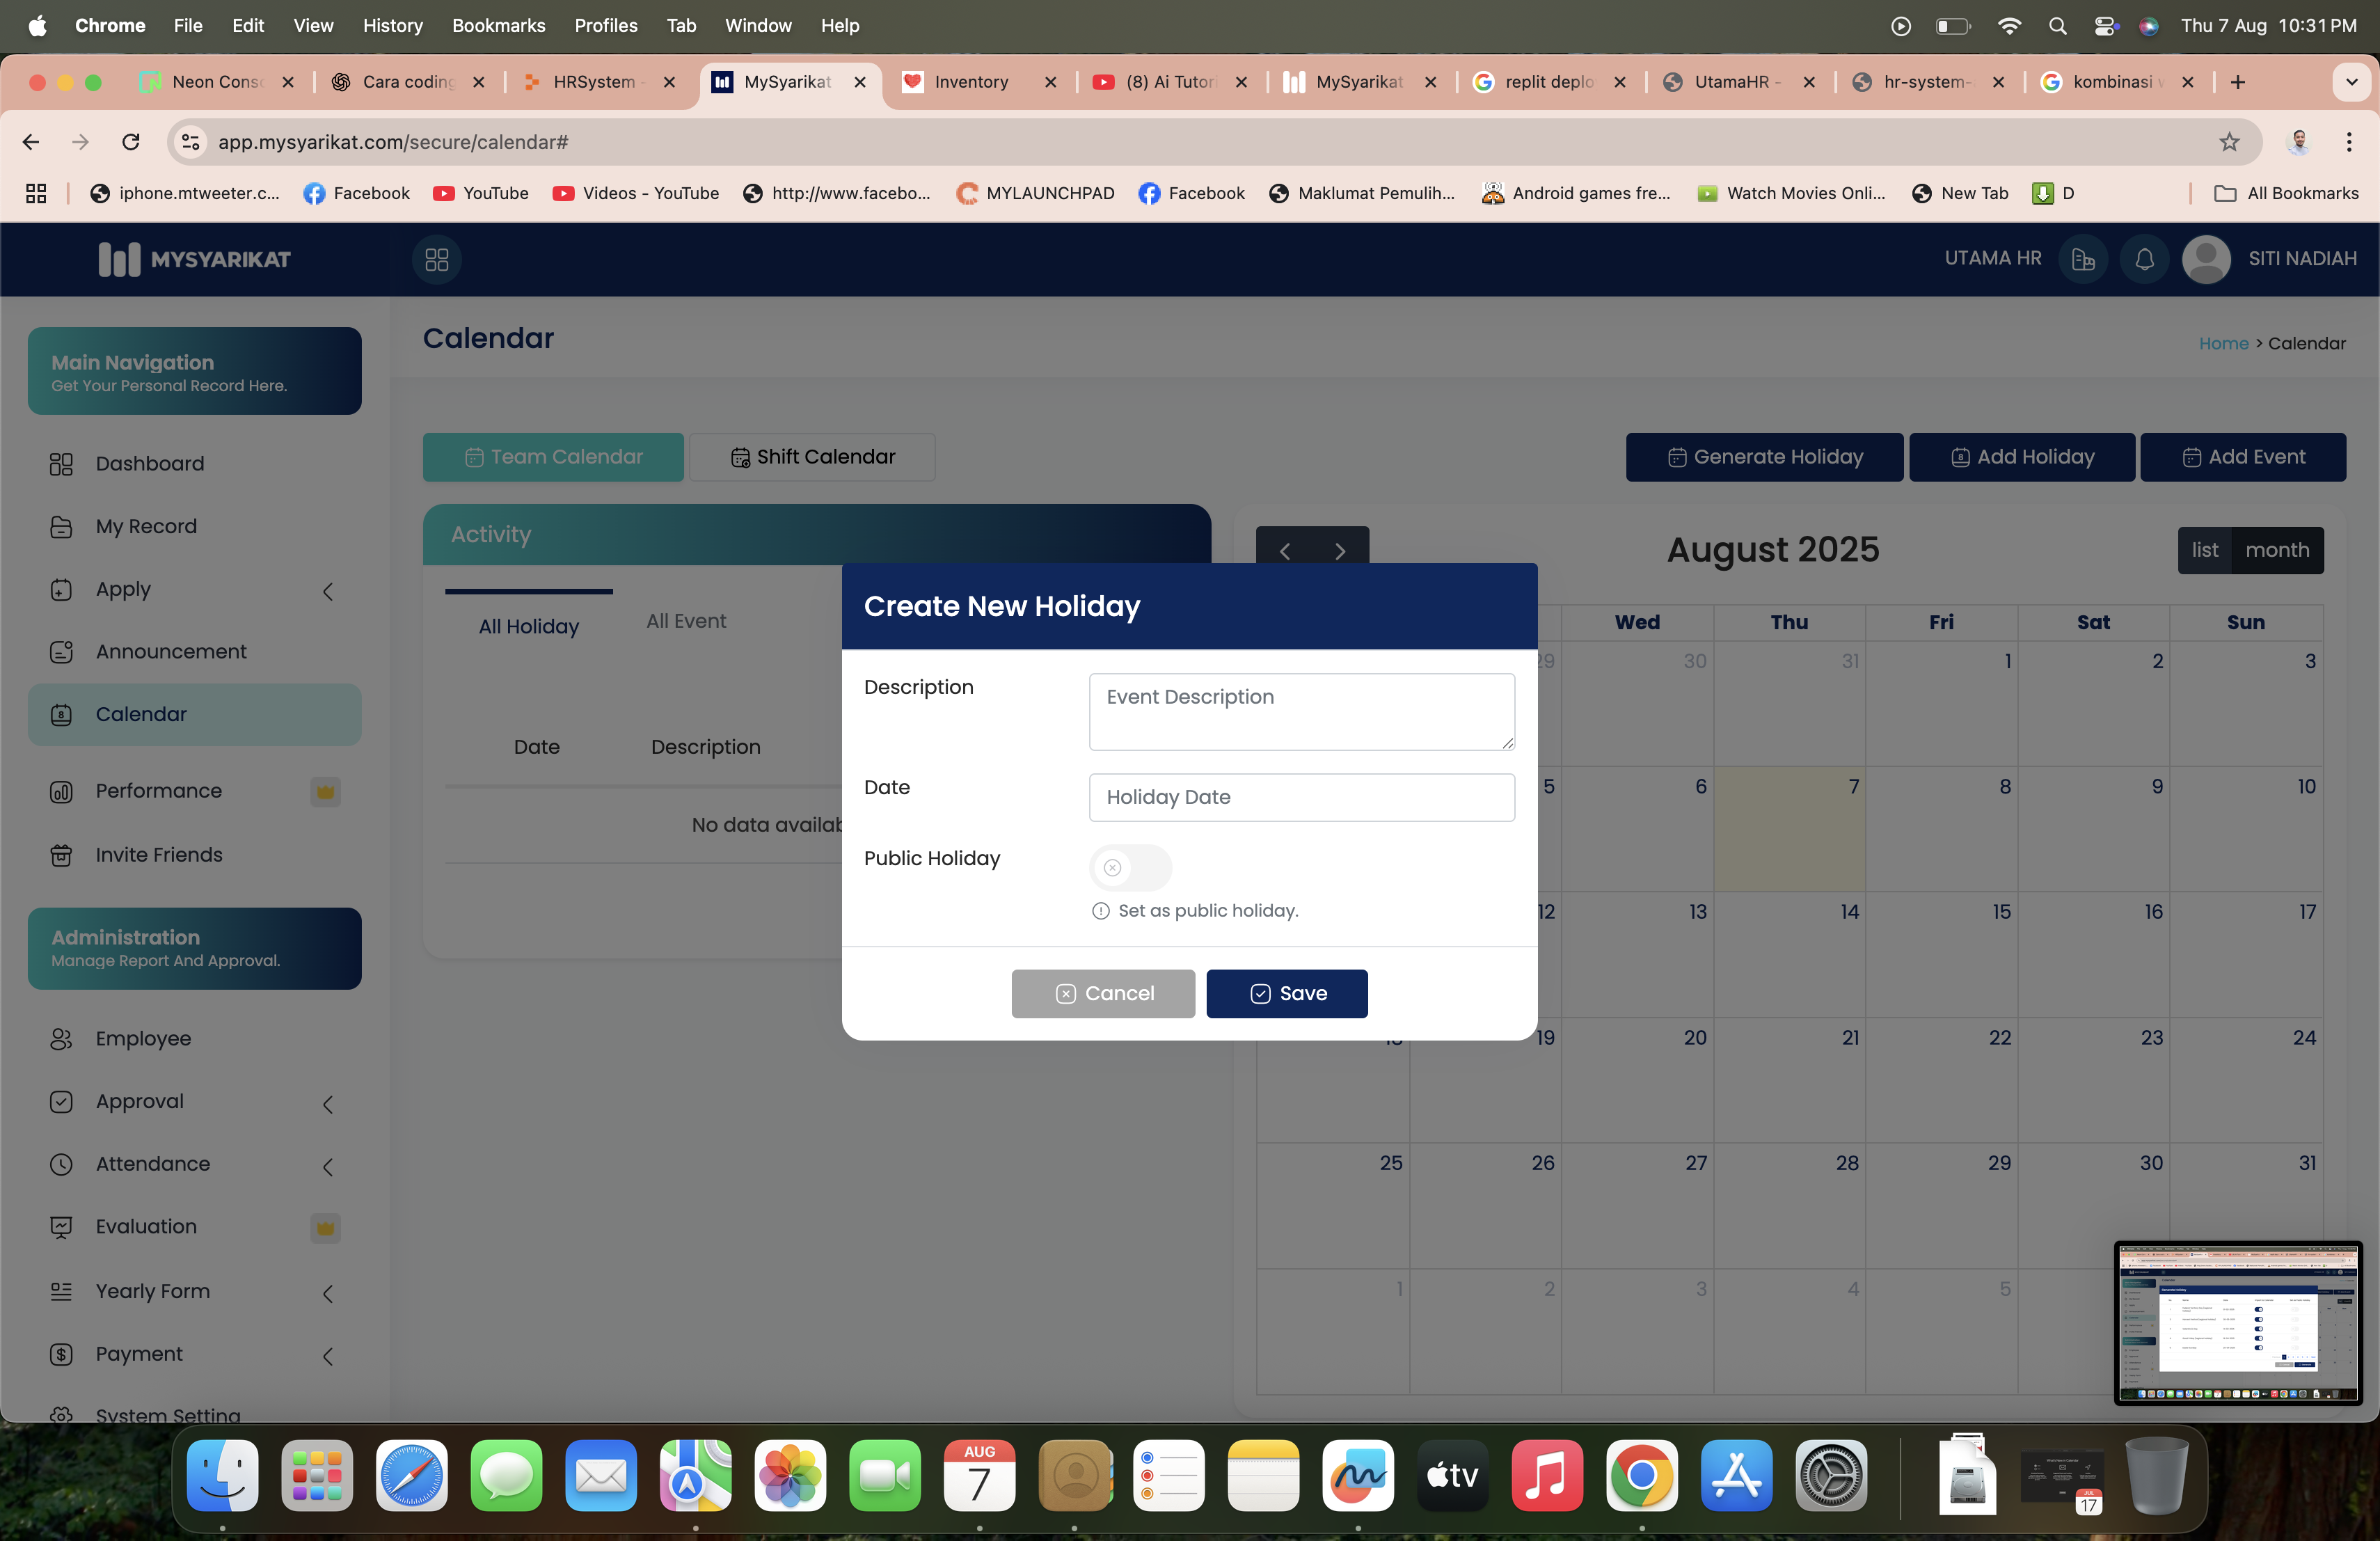 Chrome File Edit View History Bookmarks Profiles Tab Window Help Thu 7 Aug 10:31 PM
Neon Cons Cara coding HRSystem - MySyarikat Inventory (8) Ai Tutori MySyarikat replit deplo UtamaHR - hr-system- kombinasi w
app.mysyarikat.com/secure/calendar#
iphone.mtweeter.c... Facebook YouTube Videos - YouTube http://www.facebo... MYLAUNCHPAD Facebook Maklumat Pemulih... Android games fre... Watch Movies Onli... New Tab D All Bookmarks
MYSYARIKAT UTAMA HR SITI NADIAH
Main Navigation
Get Your Personal Record Here.
Dashboard
My Record
Apply
Announcement
Calendar
Performance
Invite Friends
Administration
Manage Report And Approval.
Employee
Approval
Attendance
Evaluation
Yearly Form
Payment
System Setting
Calendar
Home > Calendar
Team Calendar Shift Calendar Generate Holiday Add Holiday Add Event
Activity
All Holiday All Event
Date Description
No data availab
August 2025
list month
Wed Thu Fri Sat Sun
29 30 31 1 2 3
5 6 7 8 9 10
12 13 14 15 16 17
18 19 20 21 22 23 24
25 26 27 28 29 30 31
1 2 3 4 5
Create New Holiday
Description
Event Description
Date
Holiday Date
Public Holiday
Set as public holiday.
Cancel Save
AUG
7
tv
JUL
17